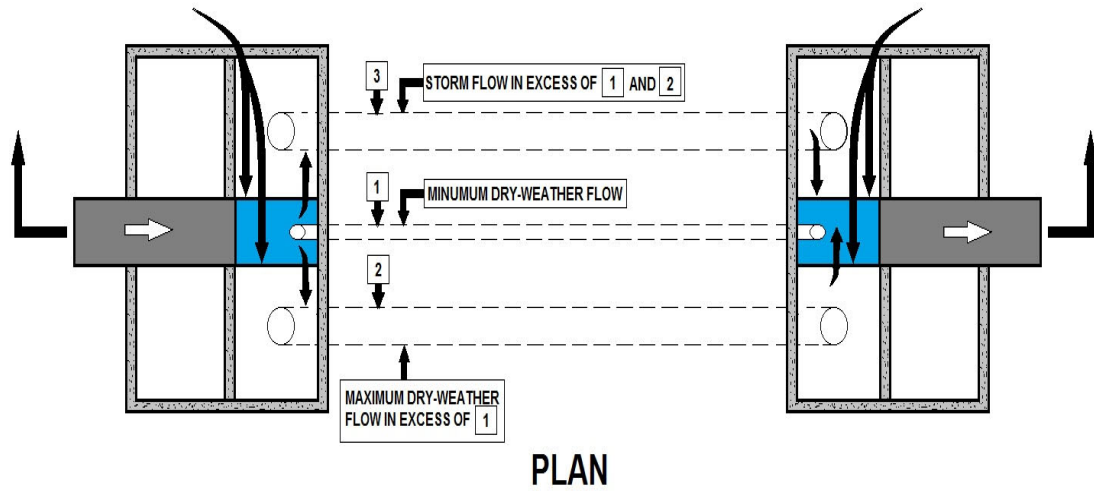 3
STORM FLOW IN EXCESS OF 1 AND 2
1
MINUMUM DRY-WEATHER FLOW
2
MAXIMUM DRY-WEATHER
FLOW IN EXCESS OF 1
PLAN